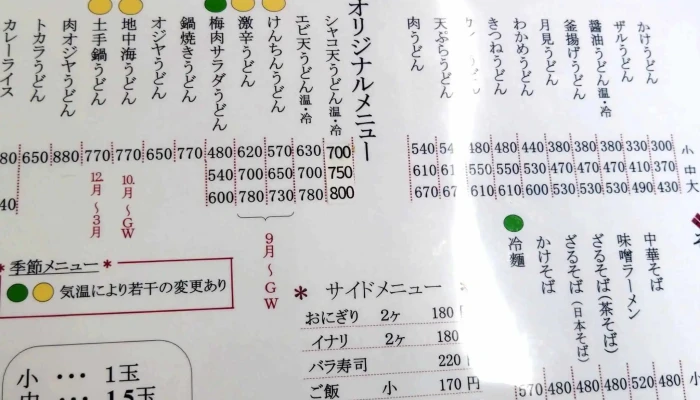 小
中
大
かけうどん
300
370
430
ザルうどん
330
410
490
醤油うどん温・冷
380
470
530
釜揚げうどん
380
470
530
月見うどん
380
470
530
わかめうどん
440
530
600
きつねうどん
480
550
610
480
550
610
天ぷらうどん
540
61
67
肉うどん
540
610
670
オリジナルメニュー
シャコ天うどん温・冷
700
750
800
エビ天うどん温・冷
630
700
780
けんちんうどん
570
650
730
激辛うどん
620
700
780
9月～GW
梅肉サラダうどん
480
540
600
鍋焼きうどん
770
オジヤうどん
650
地中海うどん
770
10月～GW
土手鍋うどん
770
12月～3月
肉オジヤうどん
880
トカラうどん
650
カレーライス
80
40
＊季節メニュー＊
気温により若干の変更あり
小 ・・・ 1玉
中 ・・・ 1.5玉
＊ サイドメニュー
おにぎり 2ヶ 180
イナリ 2ヶ 180
バラ寿司 220
ご飯 小 170円
中華そば
480
味噌ラーメン
520
ざるそば(茶そば)
480
ざるそば(日本そば)
480
かけそば
480
冷麺
570
小